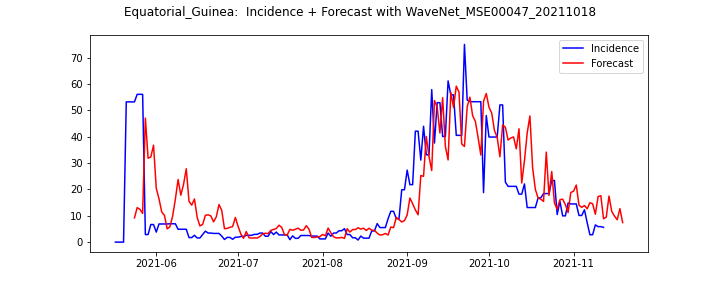 Equatorial_Guinea:  Incidence + Forecast with WaveNet_MSE00047_20211018
Incidence
Forecast
70
60
50
40
30
20
10
0
2021-06 2021-07 2021-08 2021-09 2021-10 2021-11